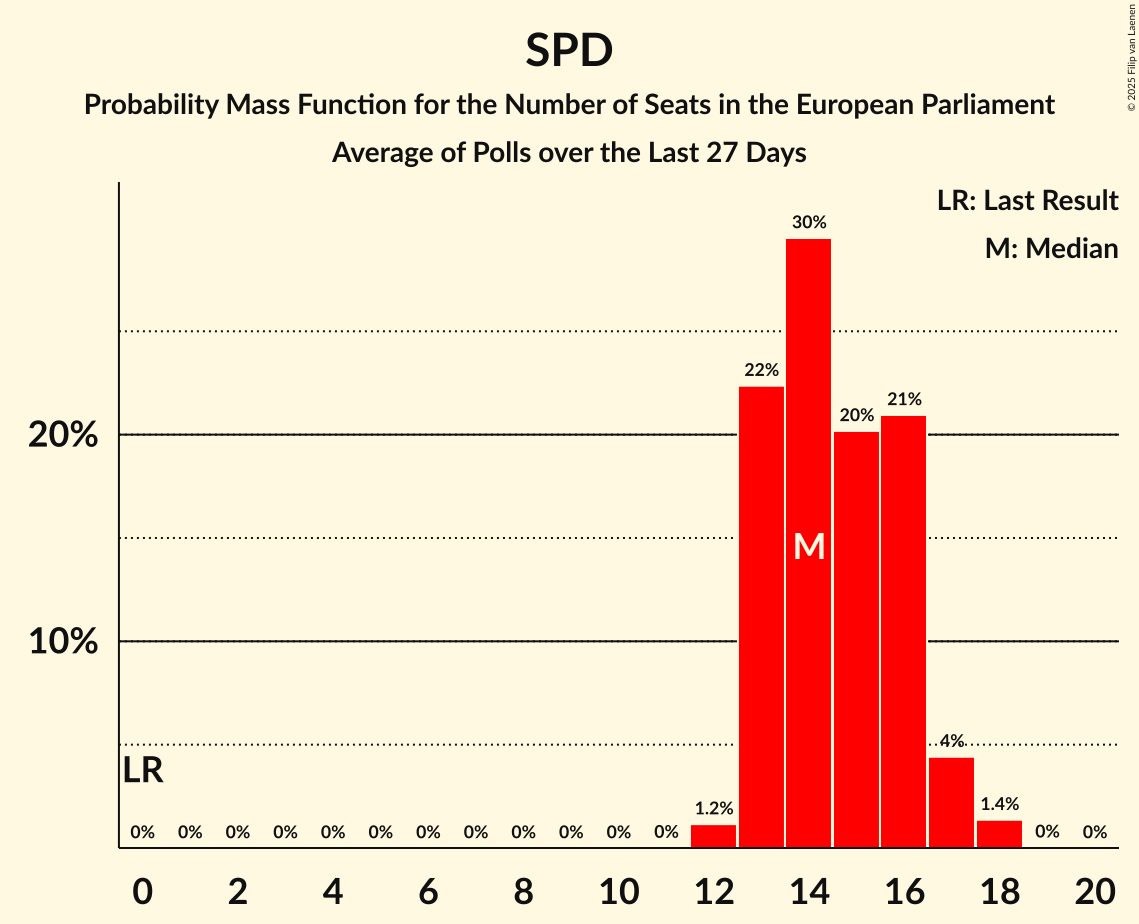 SPD
Probability Mass Function for the Number of Seats in the European Parliament
Average of Polls over the Last 27 Days
© 2025 Filip van Laenen
LR: Last Result
M: Median
30%
22%
21%
20%
20%
M
10%
4%
LR
1.4%
1.2%
0% 0% 0% 0% 0% 0% 0% 0% 0% 0% 0% 0% 0% 0%
0 2 4 6 8 10 12 14 16 18 20